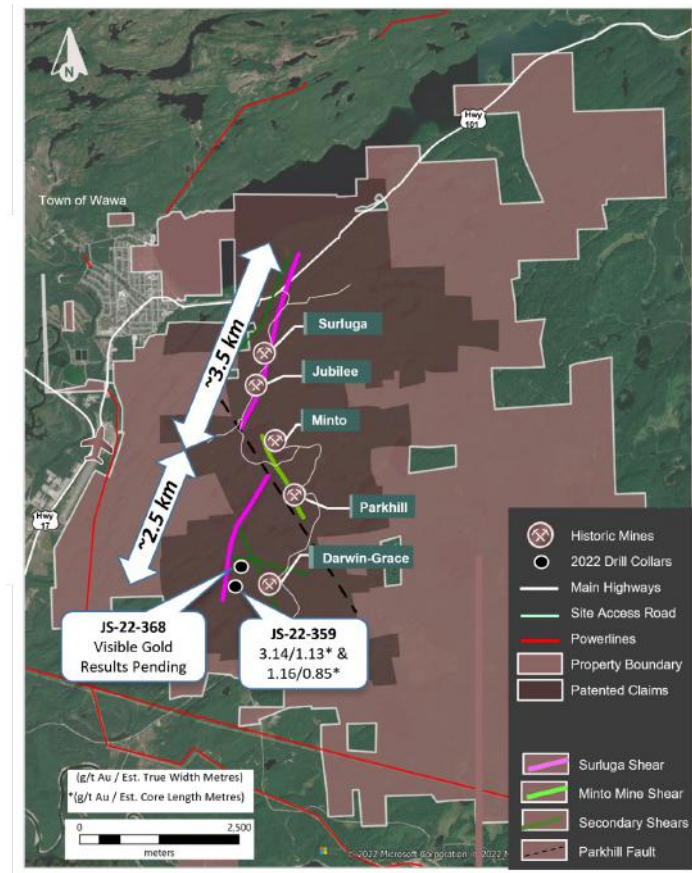 N
Hwy
101
Town of Wawa
~3.5 km
Surluga
Jubilee
Minto
~2.5 km
Parkhill
Hwy
17
Darwin-Grace
JS-22-368
Visible Gold
Results Pending
JS-22-359
3.14/1.13* &
1.16/0.85*
Historic Mines
2022 Drill Collars
Main Highways
Site Access Road
Powerlines
Property Boundary
Patented Claims
Surluga Shear
Minto Mine Shear
Secondary Shears
Parkhill Fault
(g/t Au / Est. True Width Metres)
*(g/t Au / Est. Core Length Metres)
0 2,500
meters
© 2022 Microsoft Corporation © 2022 M